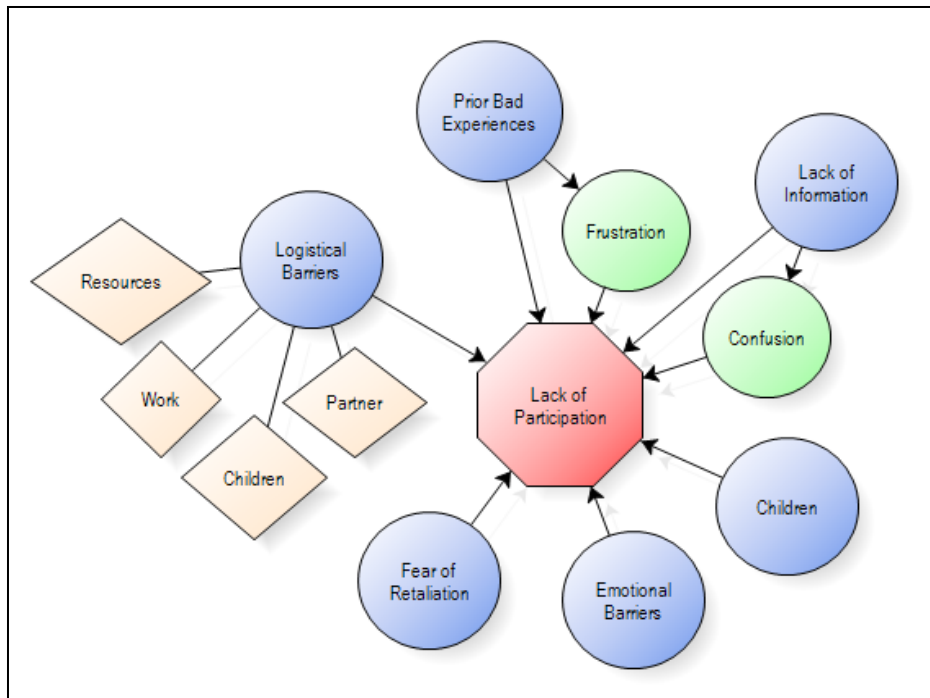 Prior Bad
Experiences
Lack of
Information
Frustration
Logistical
Barriers
Resources
Confusion
Work
Partner
Lack of
Participation
Children
Children
Fear of
Retaliation
Emotional
Barriers